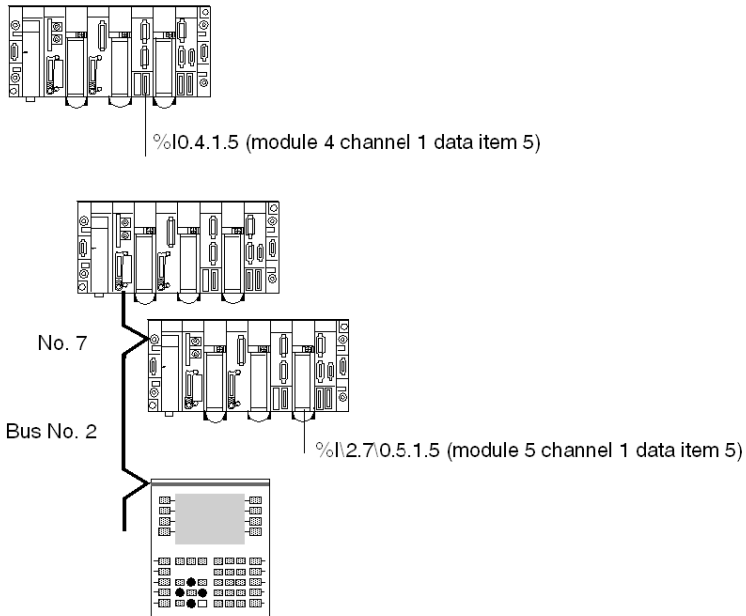 %I0.4.1.5 (module 4 channel 1 data item 5)
No. 7
Bus No. 2
%I\2.7\0.5.1.5 (module 5 channel 1 data item 5)